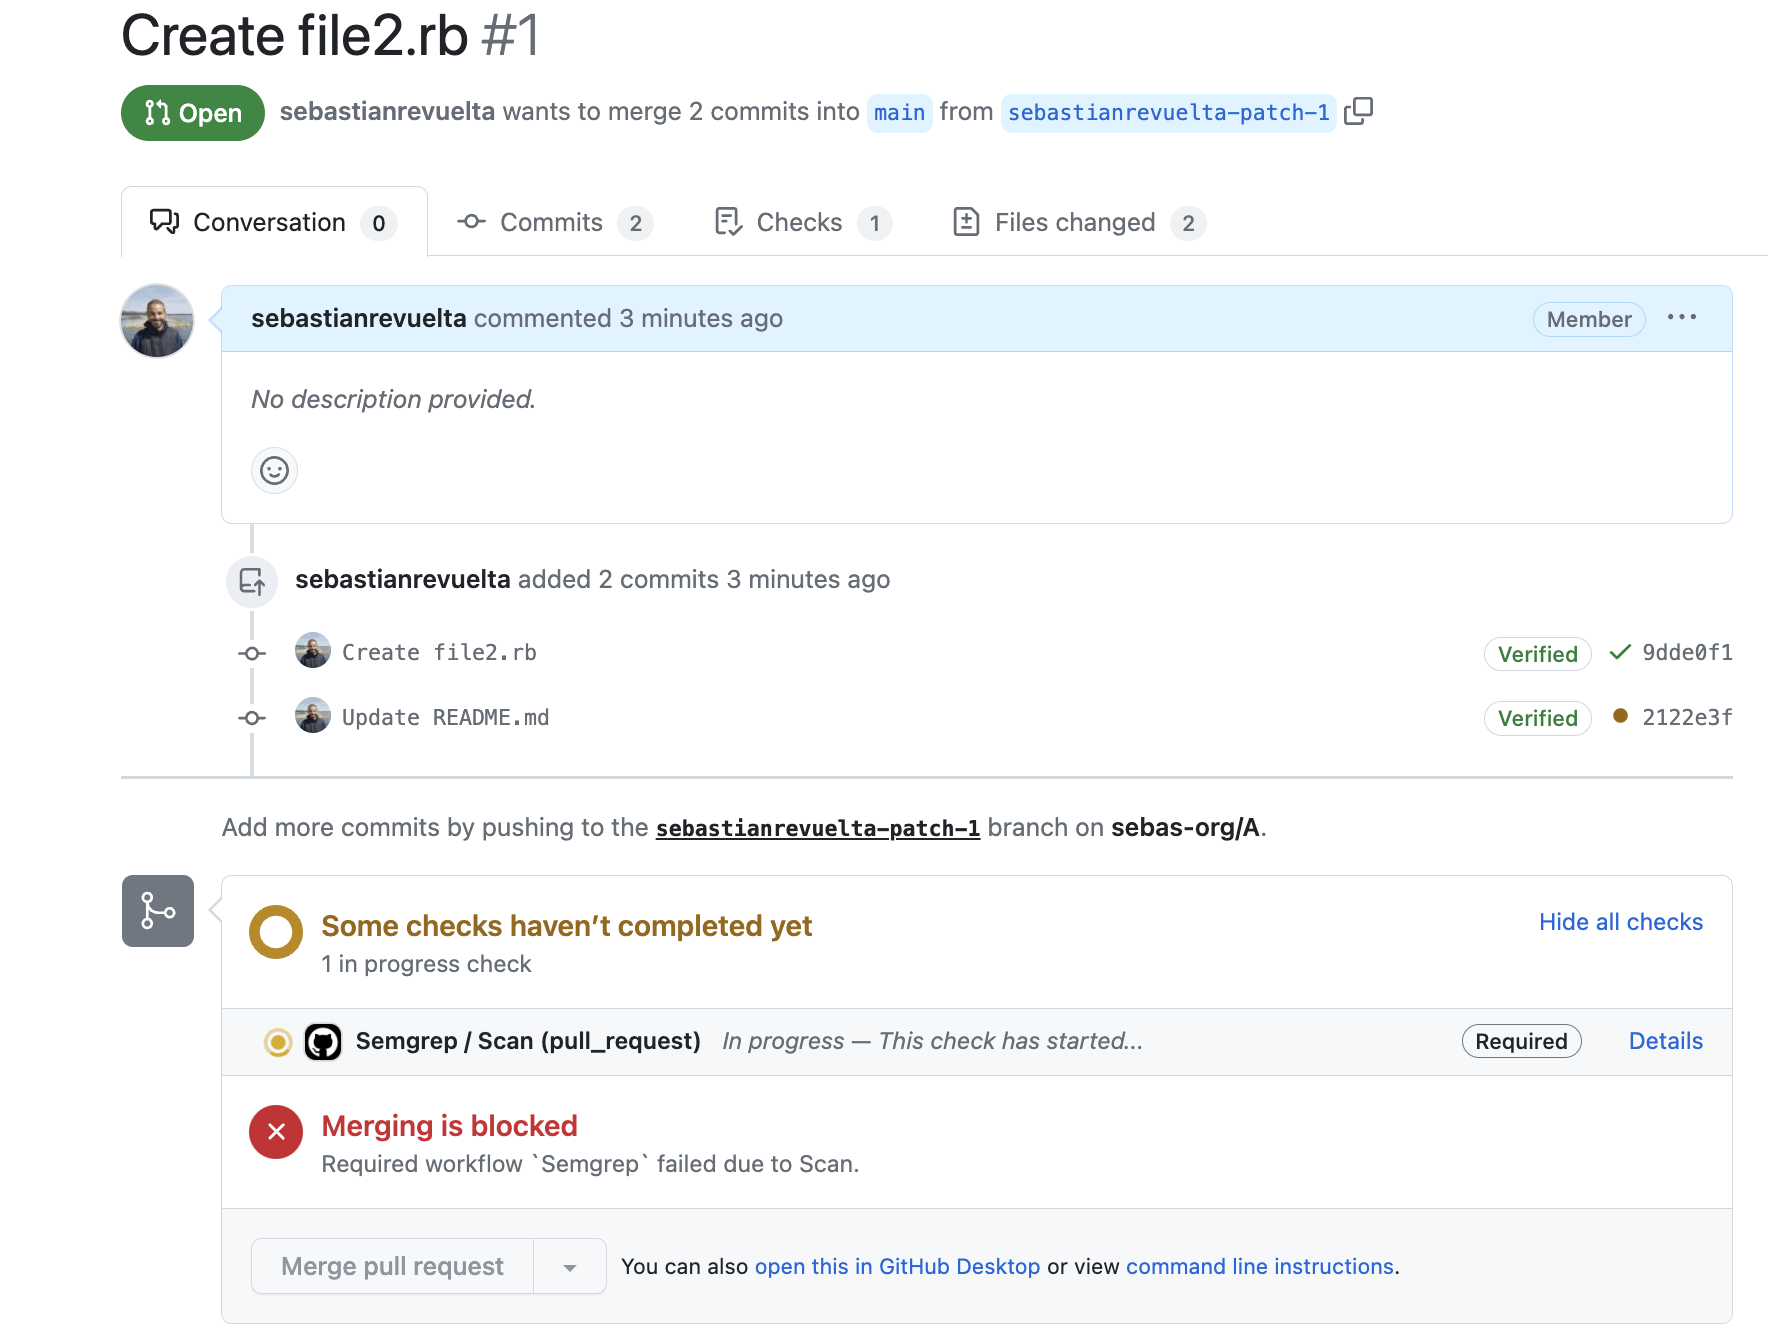 Create file2.rb #1
Open sebastianrevuelta wants to merge 2 commits into main from sebastianrevuelta-patch-1
Conversation 0 Commits 2 Checks 1 Files changed 2
sebastianrevuelta commented 3 minutes ago Member
No description provided.
sebastianrevuelta added 2 commits 3 minutes ago
Create file2.rb Verified 9dde0f1
Update README.md Verified 2122e3f
Add more commits by pushing to the sebastianrevuelta-patch-1 branch on sebas-org/A.
Some checks haven’t completed yet Hide all checks
1 in progress check
Semgrep / Scan (pull_request) In progress — This check has started... Required Details
Merging is blocked
Required workflow `Semgrep` failed due to Scan.
Merge pull request You can also open this in GitHub Desktop or view command line instructions.